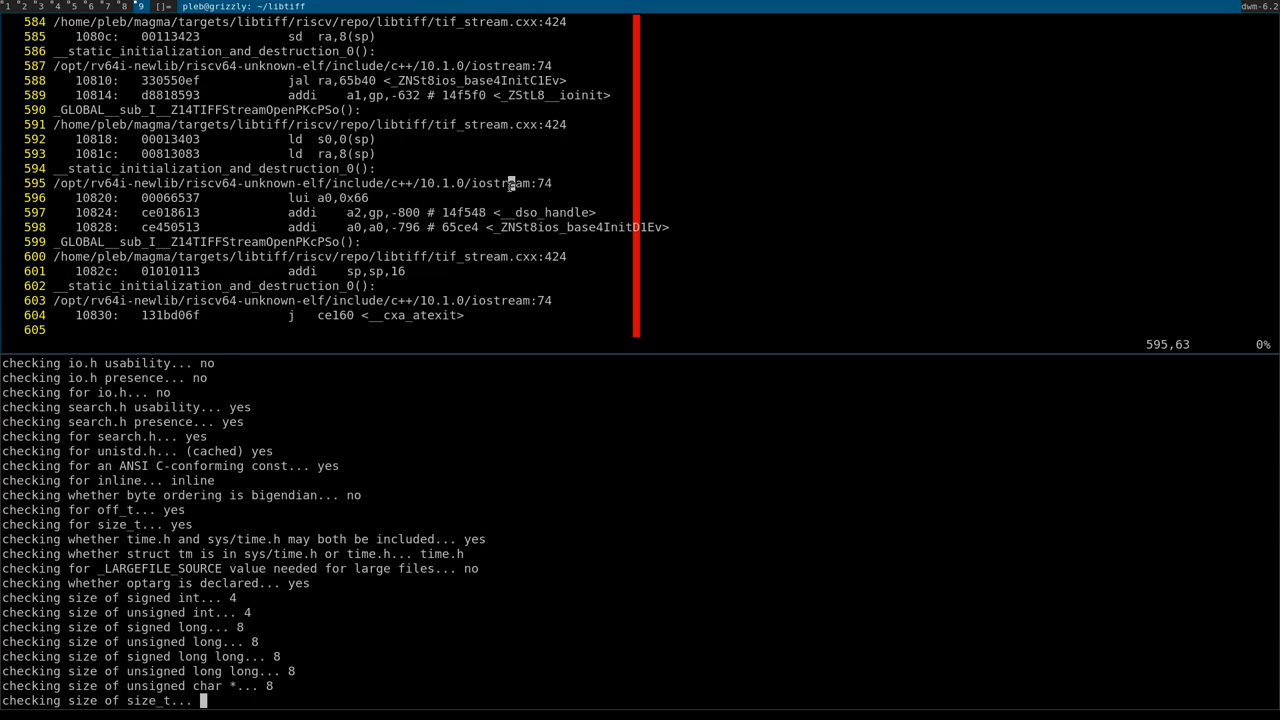 1 2 3 4 5 6 7 8 9 []= pleb@grizzly: ~/libtiff dwm-6.2
584 /home/pleb/magma/targets/libtiff/riscv/repo/libtiff/tif_stream.cxx:424
585 1080c: 00113423 sd ra,8(sp)
586 __static_initialization_and_destruction_0():
587 /opt/rv64i-newlib/riscv64-unknown-elf/include/c++/10.1.0/iostream:74
588 10810: 330550ef jal ra,65b40 <_ZNSt8ios_base4InitC1Ev>
589 10814: d8818593 addi a1,gp,-632 # 14f5f0 <_ZStL8__ioinit>
590 _GLOBAL__sub_I__Z14TIFFStreamOpenPKcPSo():
591 /home/pleb/magma/targets/libtiff/riscv/repo/libtiff/tif_stream.cxx:424
592 10818: 00013403 ld s0,0(sp)
593 1081c: 00813083 ld ra,8(sp)
594 __static_initialization_and_destruction_0():
595 /opt/rv64i-newlib/riscv64-unknown-elf/include/c++/10.1.0/iostream:74
596 10820: 00066537 lui a0,0x66
597 10824: ce018613 addi a2,gp,-800 # 14f548 <__dso_handle>
598 10828: ce450513 addi a0,a0,-796 # 65ce4 <_ZNSt8ios_base4InitD1Ev>
599 _GLOBAL__sub_I__Z14TIFFStreamOpenPKcPSo():
600 /home/pleb/magma/targets/libtiff/riscv/repo/libtiff/tif_stream.cxx:424
601 1082c: 01010113 addi sp,sp,16
602 __static_initialization_and_destruction_0():
603 /opt/rv64i-newlib/riscv64-unknown-elf/include/c++/10.1.0/iostream:74
604 10830: 131bd06f j ce160 <__cxa_atexit>
605
595,63 0%
checking io.h usability... no
checking io.h presence... no
checking for io.h... no
checking search.h usability... yes
checking search.h presence... yes
checking for search.h... yes
checking for unistd.h... (cached) yes
checking for an ANSI C-conforming const... yes
checking for inline... inline
checking whether byte ordering is bigendian... no
checking for off_t... yes
checking for size_t... yes
checking whether time.h and sys/time.h may both be included... yes
checking whether struct tm is in sys/time.h or time.h... time.h
checking for _LARGEFILE_SOURCE value needed for large files... no
checking whether optarg is declared... yes
checking size of signed int... 4
checking size of unsigned int... 4
checking size of signed long... 8
checking size of unsigned long... 8
checking size of signed long long... 8
checking size of unsigned long long... 8
checking size of unsigned char *... 8
checking size of size_t...